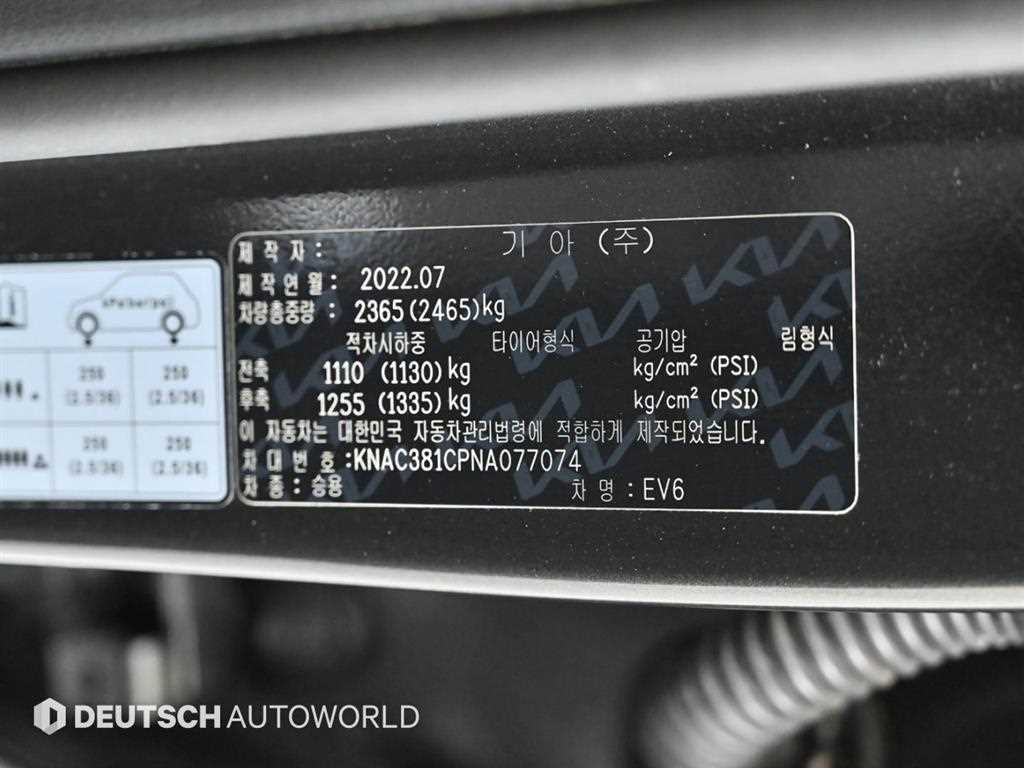 제작자 : 기아(주)
제작연월 : 2022.07
차량총중량 : 2365(2465)kg
적차시하중 타이어형식 공기압 림형식
전축 1110 (1130)kg kg/cm² (PSI)
후축 1255 (1335)kg kg/cm² (PSI)
이 자동차는 대한민국 자동차관리법령에 적합하게 제작되었습니다.
차대번호 : KNAC381CPNA077074
차종 : 승용 차명 : EV6
kPa(bar/psi)
250 250
(2.5/36) (2.5/36)
250 250
(2.5/36) (2.5/36)
DEUTSCH AUTOWORLD